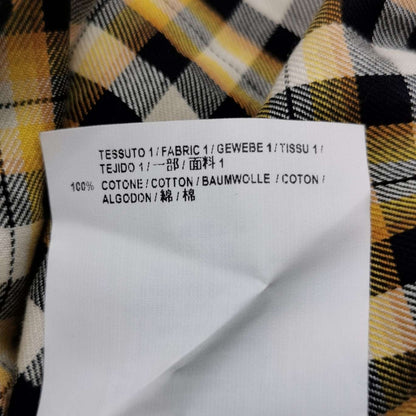 TESSUTO 1 / FABRIC 1 / GEWEBE 1 / TISSU 1 /
TEJIDO 1 / 一部 / 面料 1
100% COTONE / COTTON / BAUMWOLLE / COTON /
ALGODON / 綿 / 棉